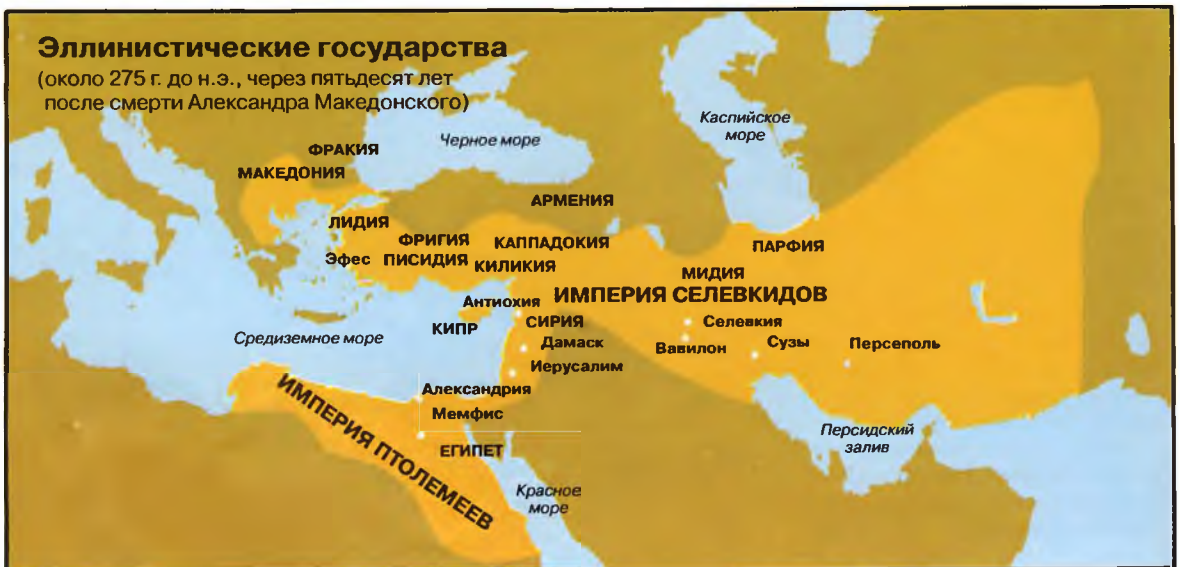 Эллинистические государства
(около 275 г. до н.э., через пятьдесят лет
после смерти Александра Македонского)
Каспийское
море
Черное море
ФРАКИЯ
МАКЕДОНИЯ
АРМЕНИЯ
ЛИДИЯ
ФРИГИЯ
КАППАДОКИЯ
ПАРФИЯ
Эфес
ПИСИДИЯ
КИЛИКИЯ
МИДИЯ
ИМПЕРИЯ СЕЛЕВКИДОВ
Антиохия
КИПР
СИРИЯ
Селевкия
Средиземное море
Дамаск
Вавилон
Сузы
Персеполь
Иерусалим
Александрия
ИМПЕРИЯ ПТОЛЕМЕЕВ
Мемфис
Персидский
залив
ЕГИПЕТ
Красное
море